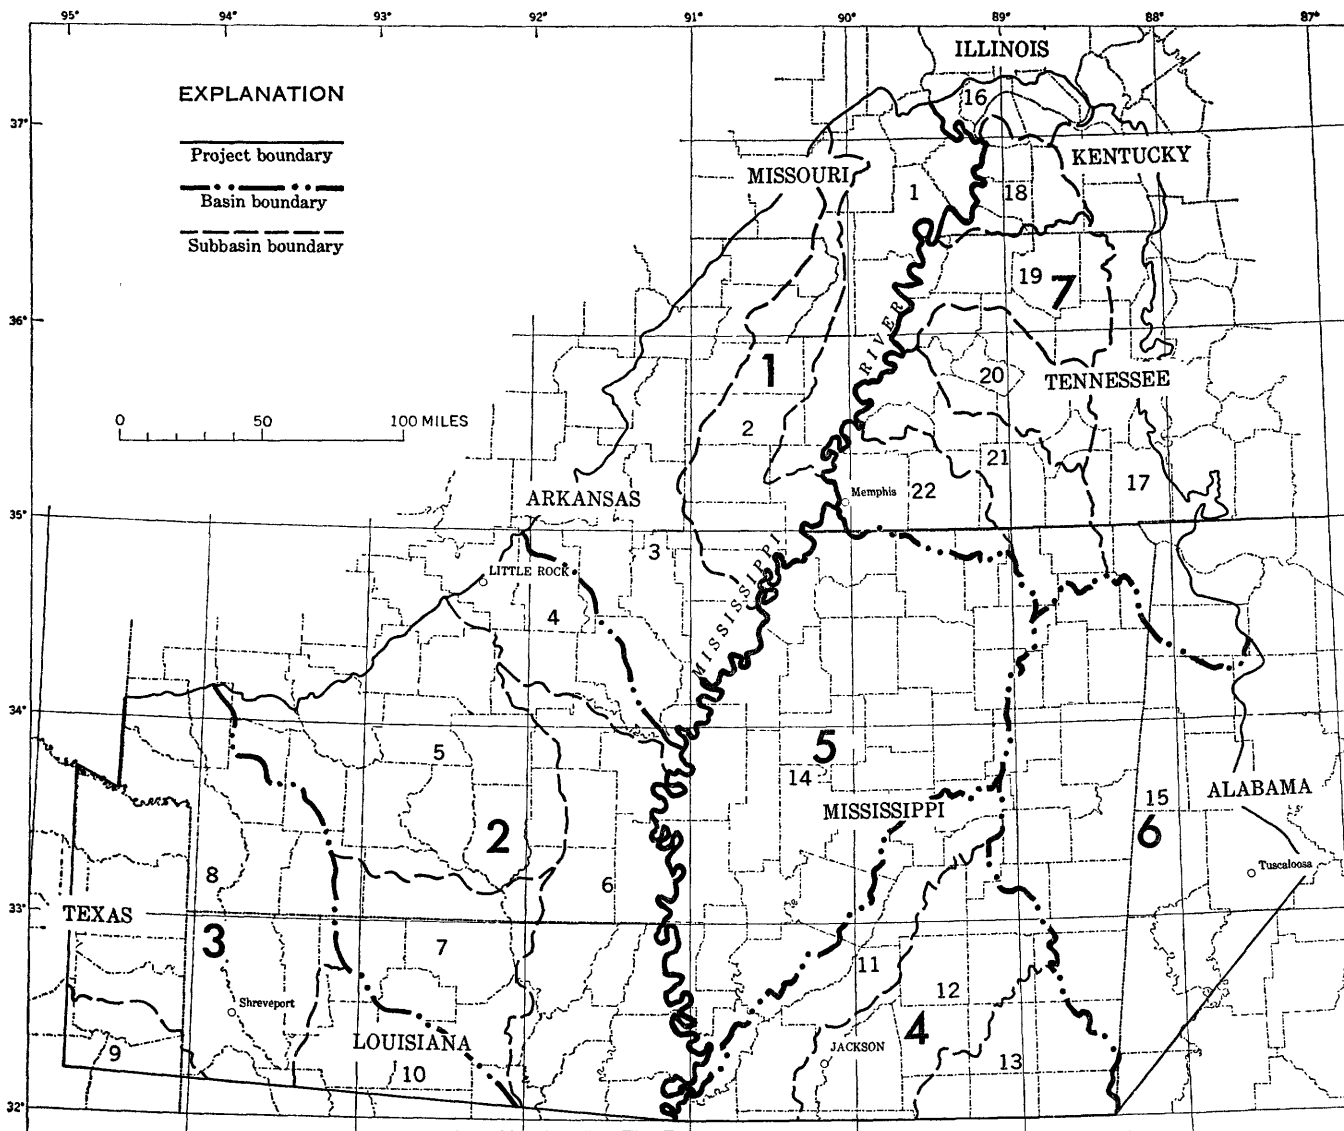 95° 94° 93° 92° 91° 90° 89° 88° 87°
ILLINOIS
EXPLANATION
16
37°
Project boundary
KENTUCKY
MISSOURI
1
18
Basin boundary
Subbasin boundary
19
7
RIVER
36°
1
20
TENNESSEE
0 50 100 MILES
2
21
17
Memphis
22
ARKANSAS
35°
3
LITTLE ROCK
MISSISSIPPI
4
34°
5
5
14
15
ALABAMA
MISSISSIPPI
2
6
Tuscaloosa
8
6
33°
TEXAS
3
7
11
12
Shreveport
4
LOUISIANA
JACKSON
9
13
10
32°